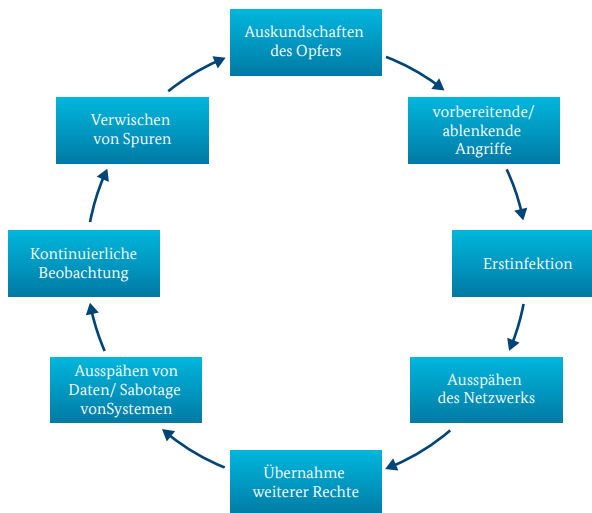 Auskundschaften
des Opfers
vorbereitende/
ablenkende
Angriffe
Erstinfektion
Ausspähen
des Netzwerks
Übernahme
weiterer Rechte
Ausspähen von
Daten/ Sabotage
vonSystemen
Kontinuierliche
Beobachtung
Verwischen
von Spuren